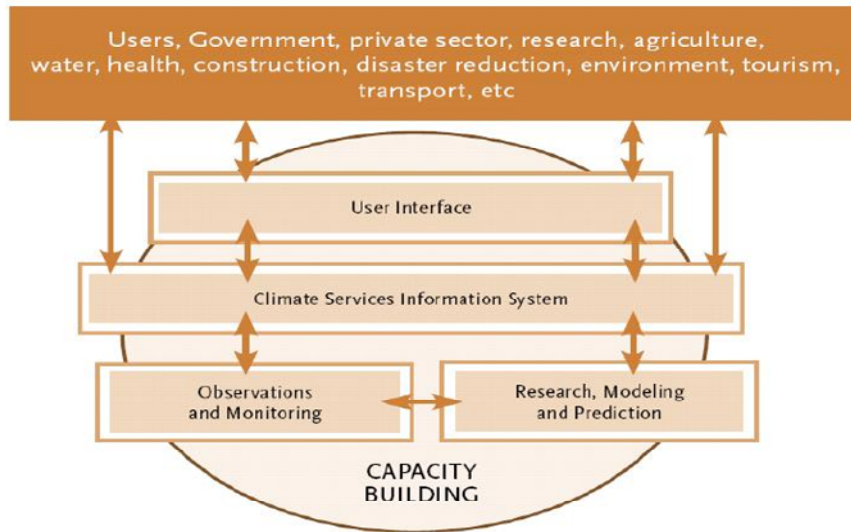 Users, Government, private sector, research, agriculture,
water, health, construction, disaster reduction, environment, tourism,
transport, etc
User Interface
Climate Services Information System
Observations
and Monitoring
Research, Modeling
and Prediction
CAPACITY
BUILDING